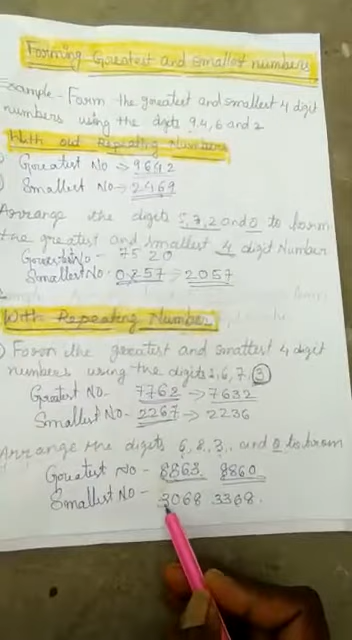 Forming Greatest and smallest numbers
Example - Form the greatest and smallest 4 digit
numbers using the digits 9,4,6 and 2
With out Repeating Numbers
Greatest No → 9642
Smallest No → 2469
Arrange the digits 5,7,2 and 0 to form
the greatest and smallest 4 digit Number
Greatest No - 75 20
Smallest No - 0,257 → 2057
With Repeating Number
Form the greatest and smallest 4 digit
numbers using the digits 2, 6, 7, 3
Greatest No - 7762 → 7632
Smallest No - 2267 → 2236
Arrange the digits 6, 8, 3, and 0 to form
Greatest No - 8863 8860
Smallest No - 3068 3368.